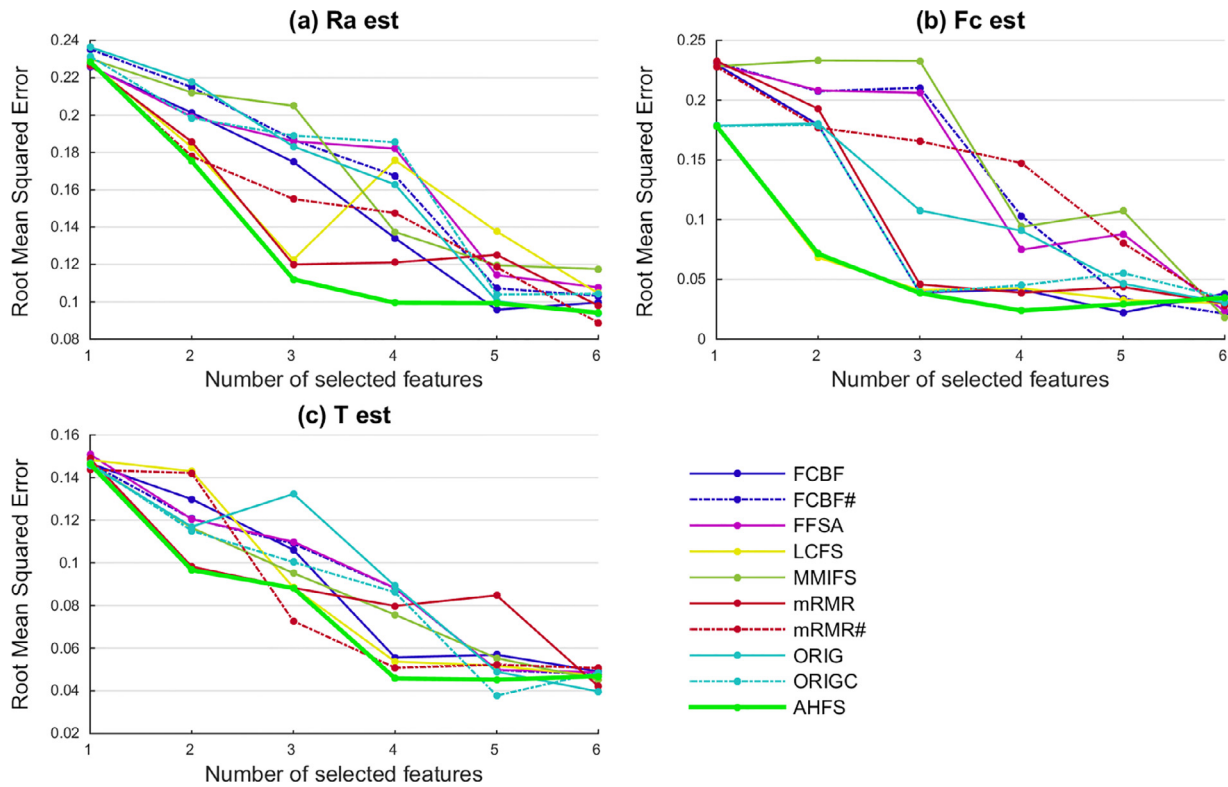 (a) Ra est
Root Mean Squared Error
0.24
0.22
0.2
0.18
0.16
0.14
0.12
0.1
0.08
1 2 3 4 5 6
Number of selected features
(b) Fc est
Root Mean Squared Error
0.25
0.2
0.15
0.1
0.05
0
1 2 3 4 5 6
Number of selected features
(c) T est
Root Mean Squared Error
0.16
0.14
0.12
0.1
0.08
0.06
0.04
0.02
1 2 3 4 5 6
Number of selected features
FCBF
FCBF#
FFSA
LCFS
MMIFS
mRMR
mRMR#
ORIG
ORIGC
AHFS